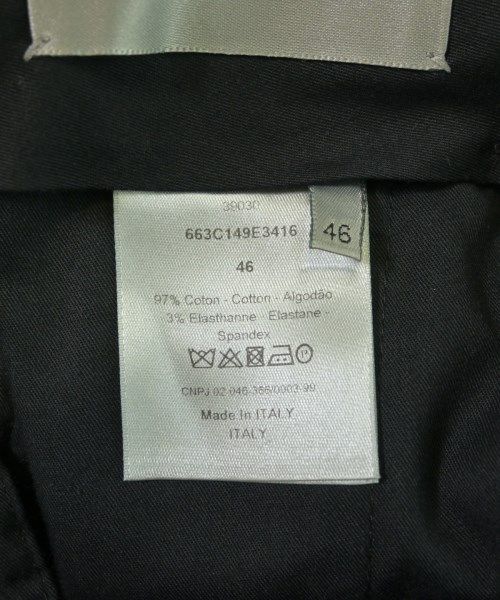 39030
663C149E3416
46
46
97% Coton - Cotton - Algodão
3% Elasthanne - Elastane -
Spandex
P
CNPJ 02-046-366/0003-99
Made In ITALY
ITALY